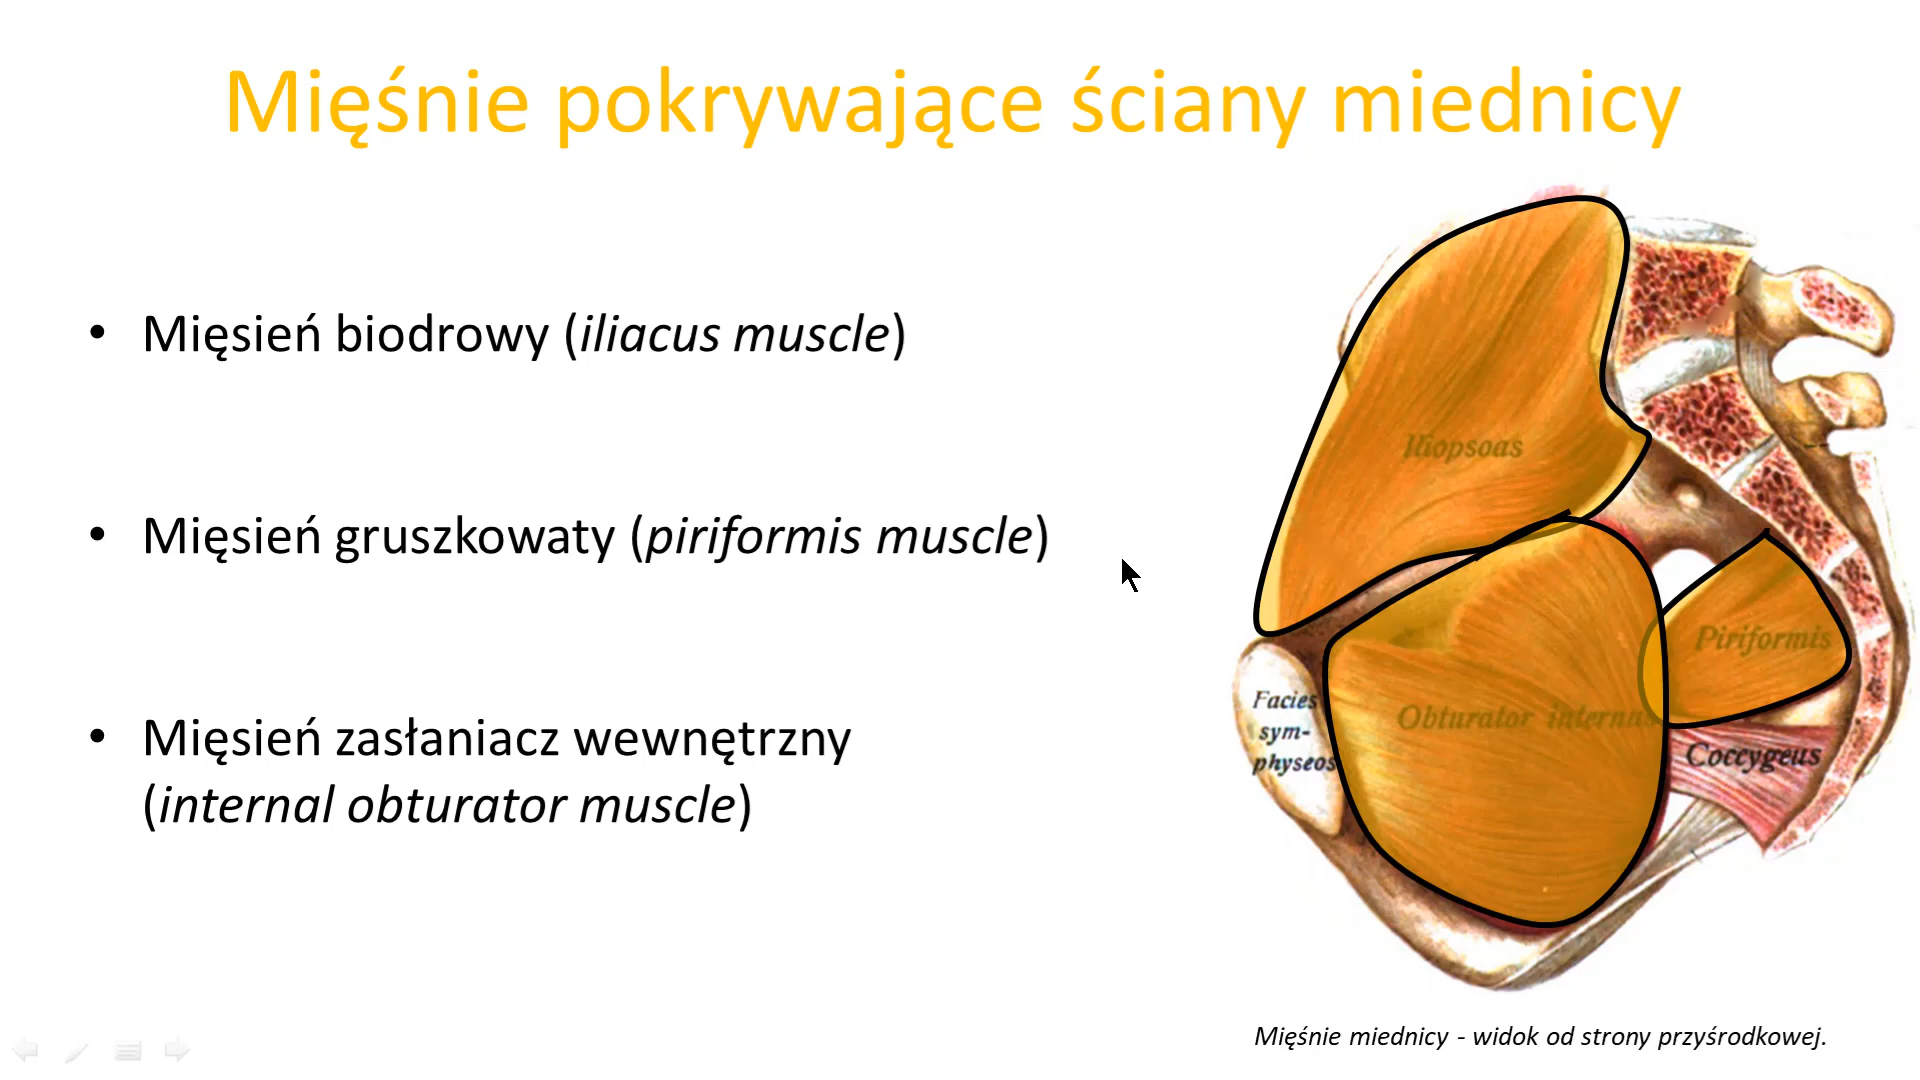 Mięśnie pokrywające ściany miednicy
• Mięsień biodrowy (iliacus muscle)
• Mięsień gruszkowaty (piriformis muscle)
• Mięsień zasłaniacz wewnętrzny
(internal obturator muscle)
Iliopsoas
Piriformis
Facies
sym-
physeos
Obturator internus
Coccygeus
Mięśnie miednicy - widok od strony przyśrodkowej.